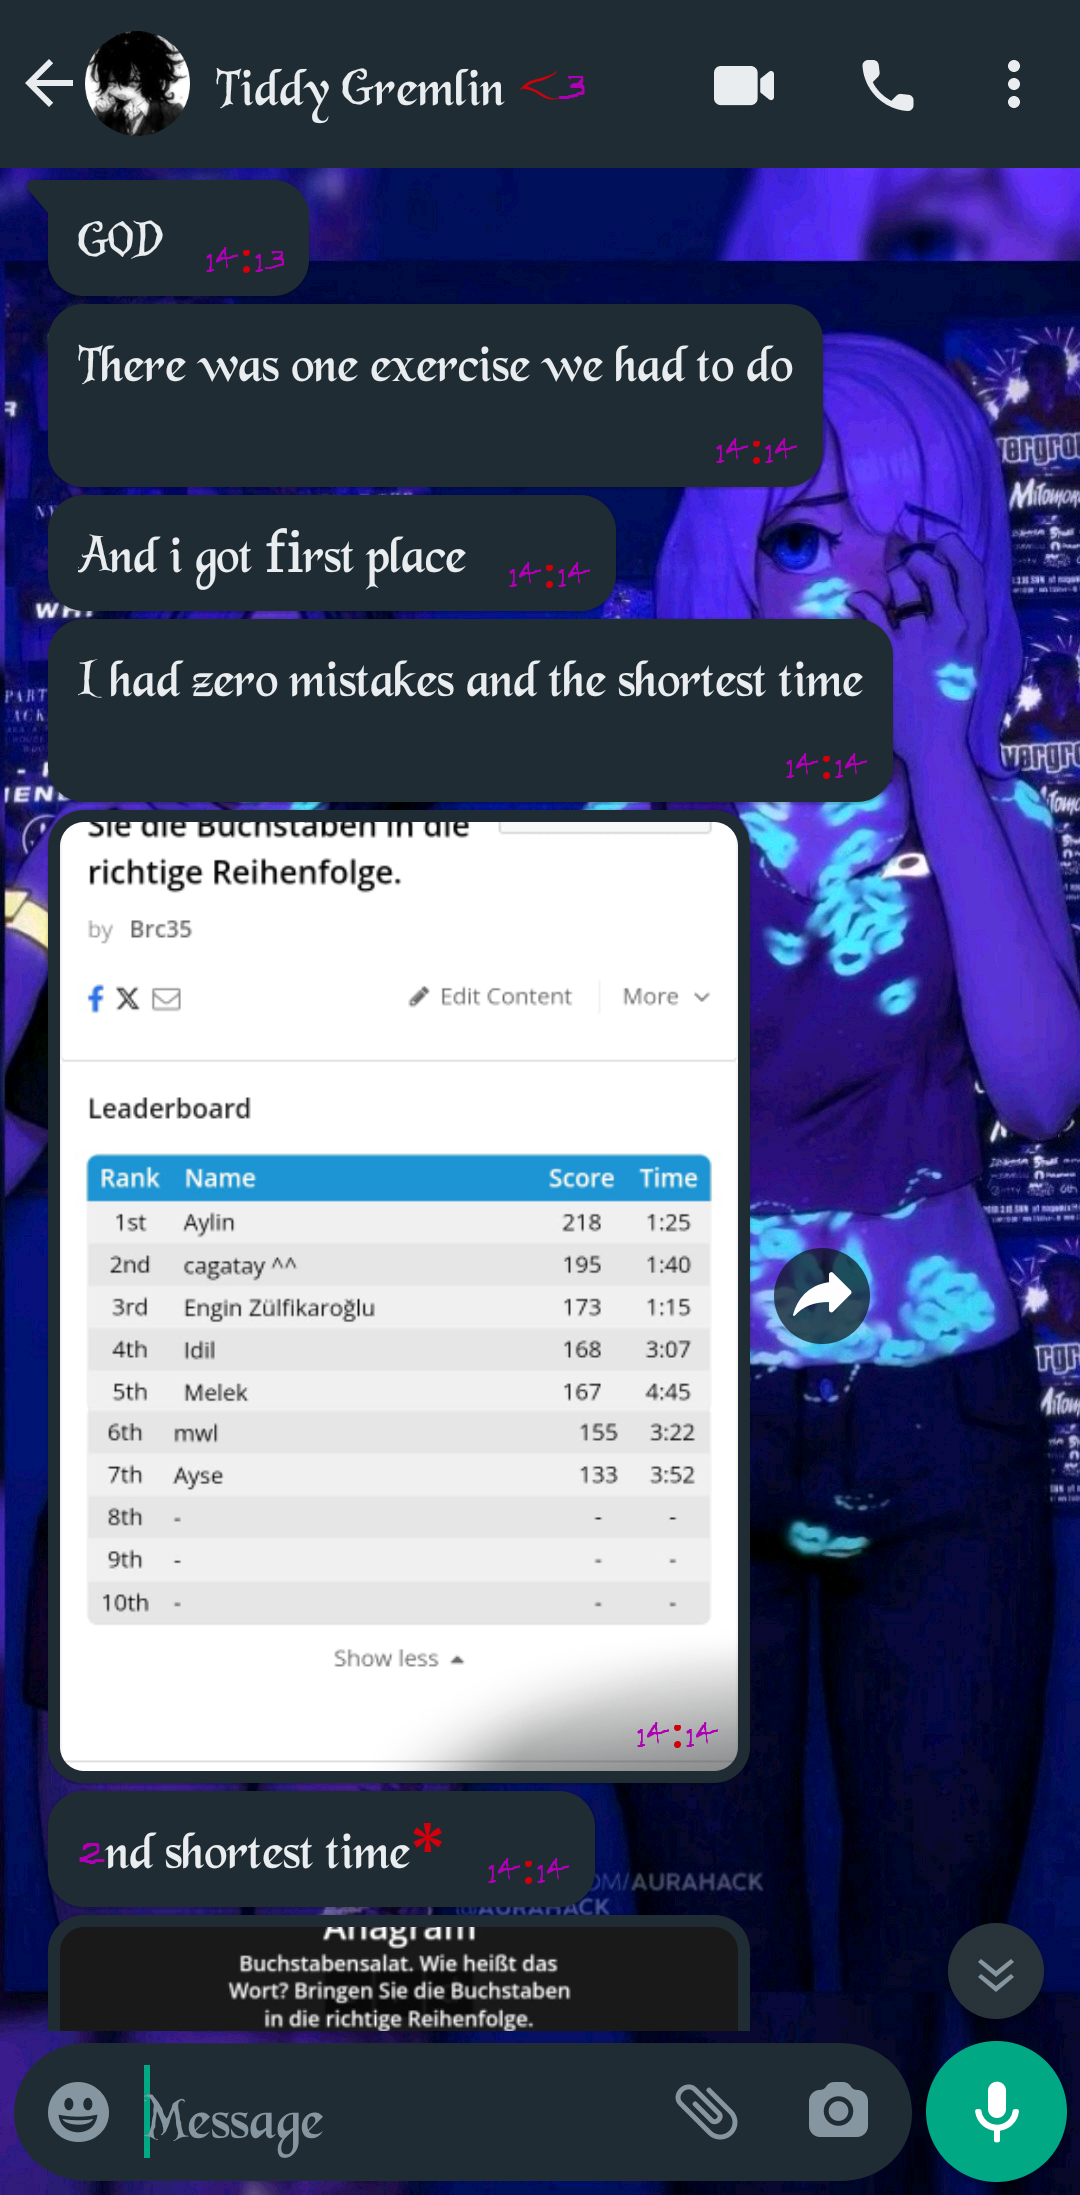 Tiddy Gremlin <3
GOD 14:13
There was one exercise we had to do
14:14
And i got first place 14:14
I had zero mistakes and the shortest time
14:14
Sie die Buchstaben in die
richtige Reihenfolge.
by Brc35
Edit Content More
Leaderboard
Rank Name Score Time
1st Aylin 218 1:25
2nd cagatay ^^ 195 1:40
3rd Engin Zülfikaroğlu 173 1:15
4th Idil 168 3:07
5th Melek 167 4:45
6th mwl 155 3:22
7th Ayse 133 3:52
8th - - -
9th - - -
10th - - -
Show less
14:14
2nd shortest time* 14:14
OM/AURAHACK
@AURAHACK
Anagram
Buchstabensalat. Wie heißt das
Wort? Bringen Sie die Buchstaben
in die richtige Reihenfolge.
Message